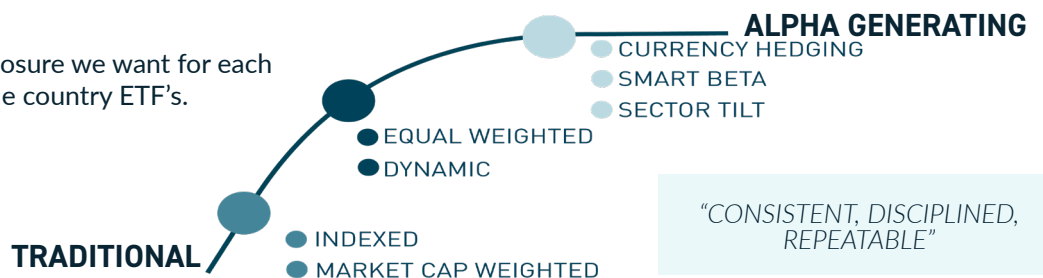 ALPHA GENERATING
CURRENCY HEDGING
SMART BETA
SECTOR TILT
osure we want for each
e country ETF's.
EQUAL WEIGHTED
DYNAMIC
"CONSISTENT, DISCIPLINED,
REPEATABLE"
INDEXED
MARKET CAP WEIGHTED
TRADITIONAL